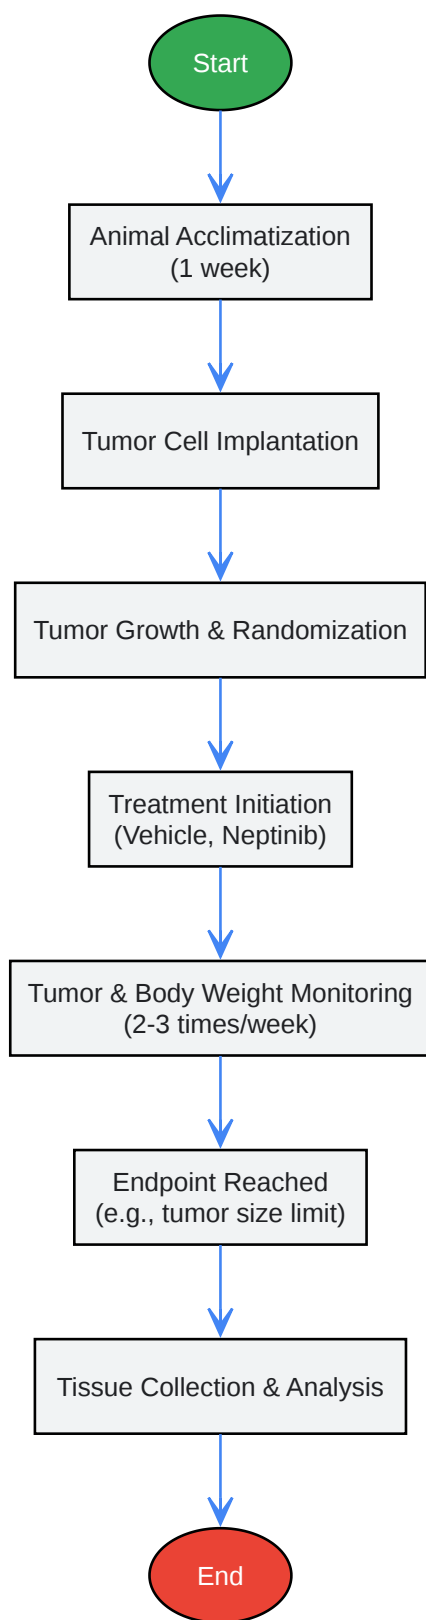 Start
Animal Acclimatization
(1 week)
Tumor Cell Implantation
Tumor Growth & Randomization
Treatment Initiation
(Vehicle, Neptinib)
Tumor & Body Weight Monitoring
(2-3 times/week)
Endpoint Reached
(e.g., tumor size limit)
Tissue Collection & Analysis
End